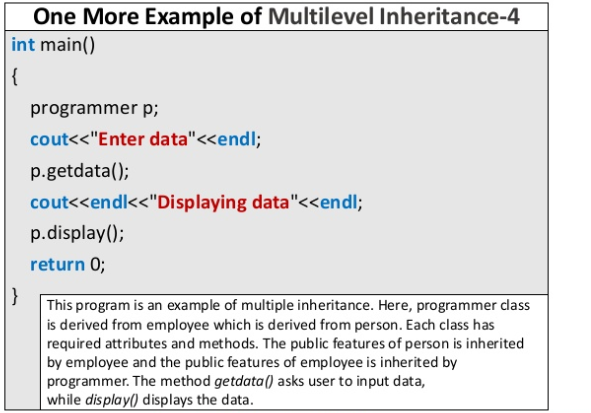 One More Example of Multilevel Inheritance-4
int main()
{
programmer p;
cout<<"Enter data"<<endl;
p.getdata();
cout<<endl<<"Displaying data"<<endl;
p.display();
return 0;
}
This program is an example of multiple inheritance. Here, programmer class
is derived from employee which is derived from person. Each class has
required attributes and methods. The public features of person is inherited
by employee and the public features of employee is inherited by
programmer. The method getdata() asks user to input data,
while display() displays the data.